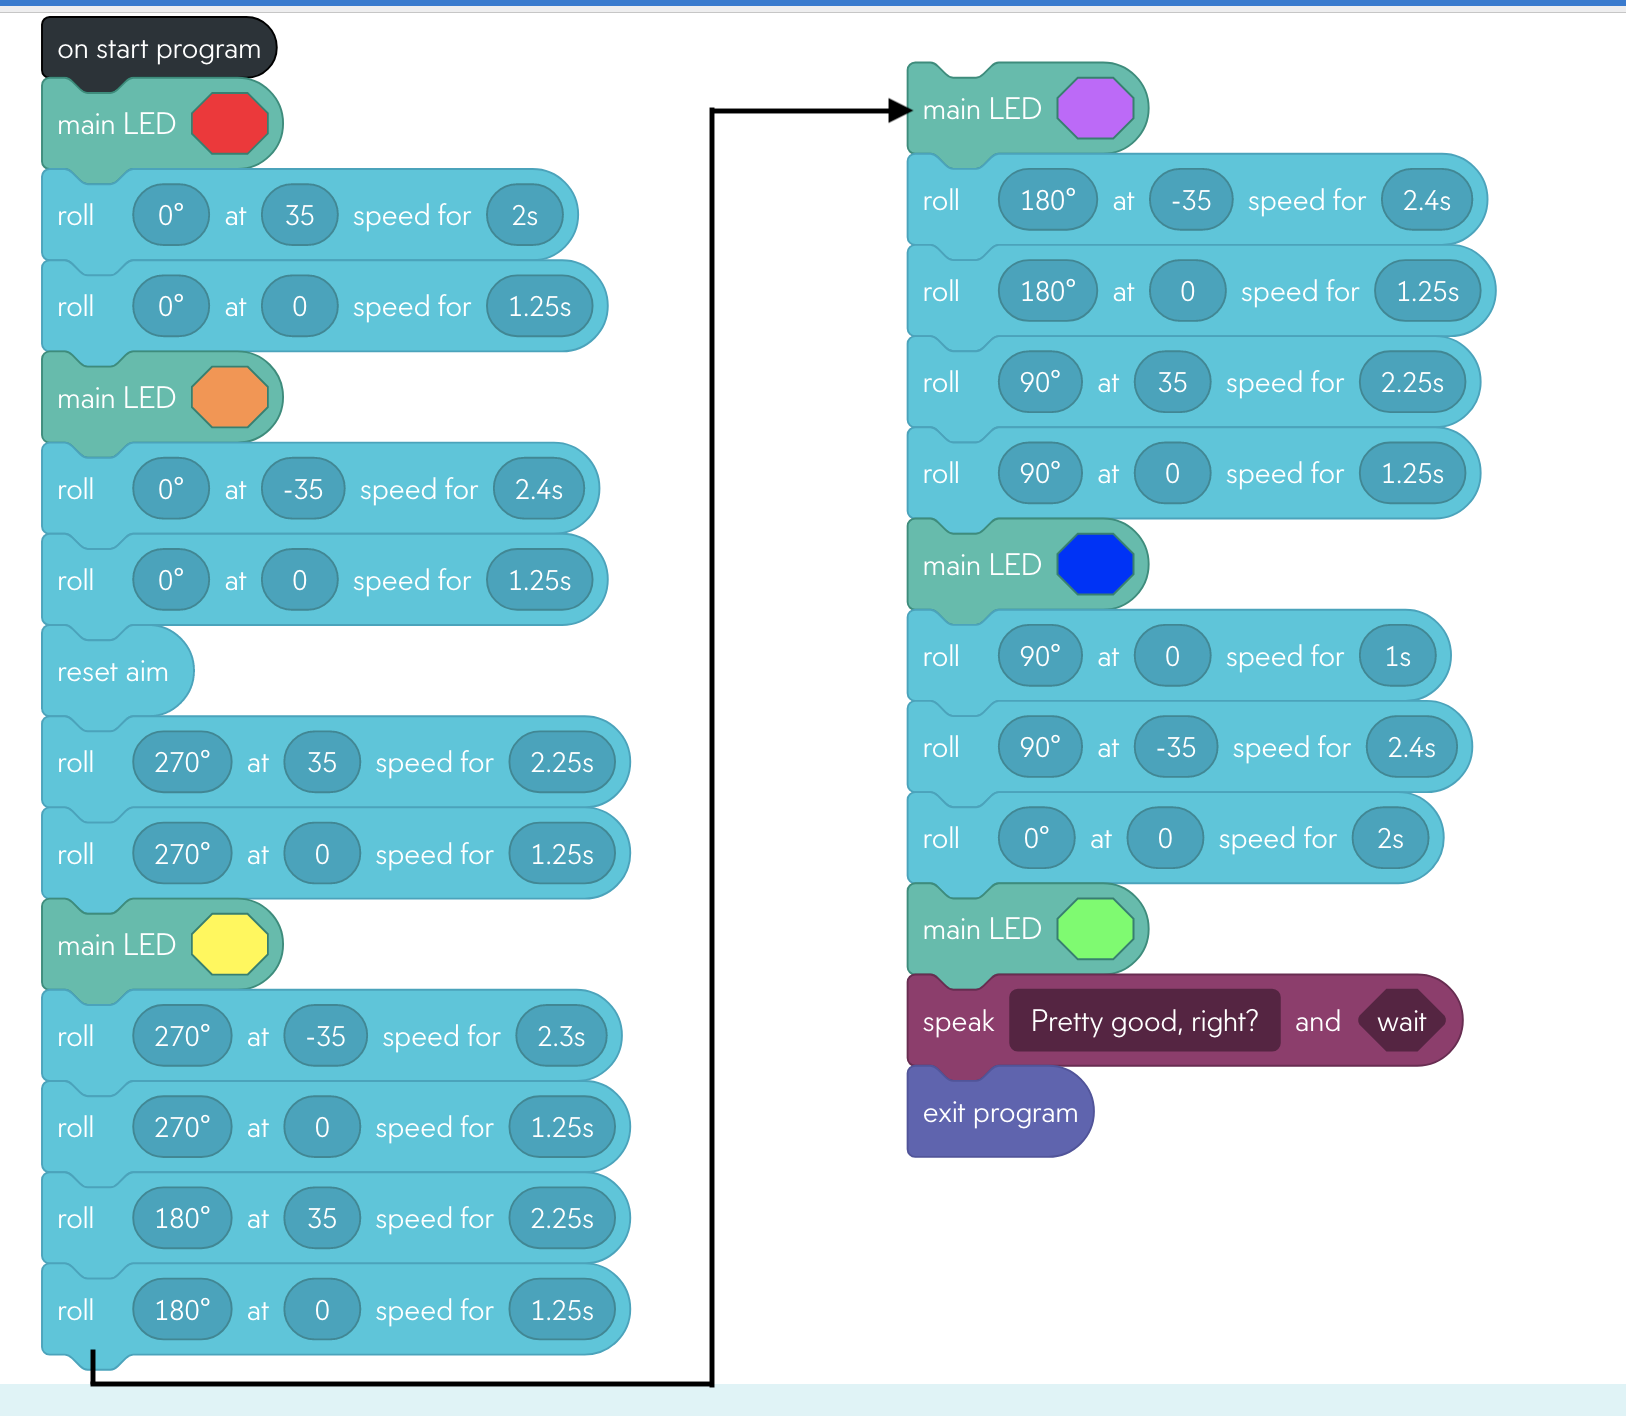 on start program
main LED
roll 0° at 35 speed for 2s
roll 0° at 0 speed for 1.25s
main LED
roll 0° at -35 speed for 2.4s
roll 0° at 0 speed for 1.25s
reset aim
roll 270° at 35 speed for 2.25s
roll 270° at 0 speed for 1.25s
main LED
roll 270° at -35 speed for 2.3s
roll 270° at 0 speed for 1.25s
roll 180° at 35 speed for 2.25s
roll 180° at 0 speed for 1.25s
main LED
roll 180° at -35 speed for 2.4s
roll 180° at 0 speed for 1.25s
roll 90° at 35 speed for 2.25s
roll 90° at 0 speed for 1.25s
main LED
roll 90° at 0 speed for 1s
roll 90° at -35 speed for 2.4s
roll 0° at 0 speed for 2s
main LED
speak Pretty good, right? and wait
exit program